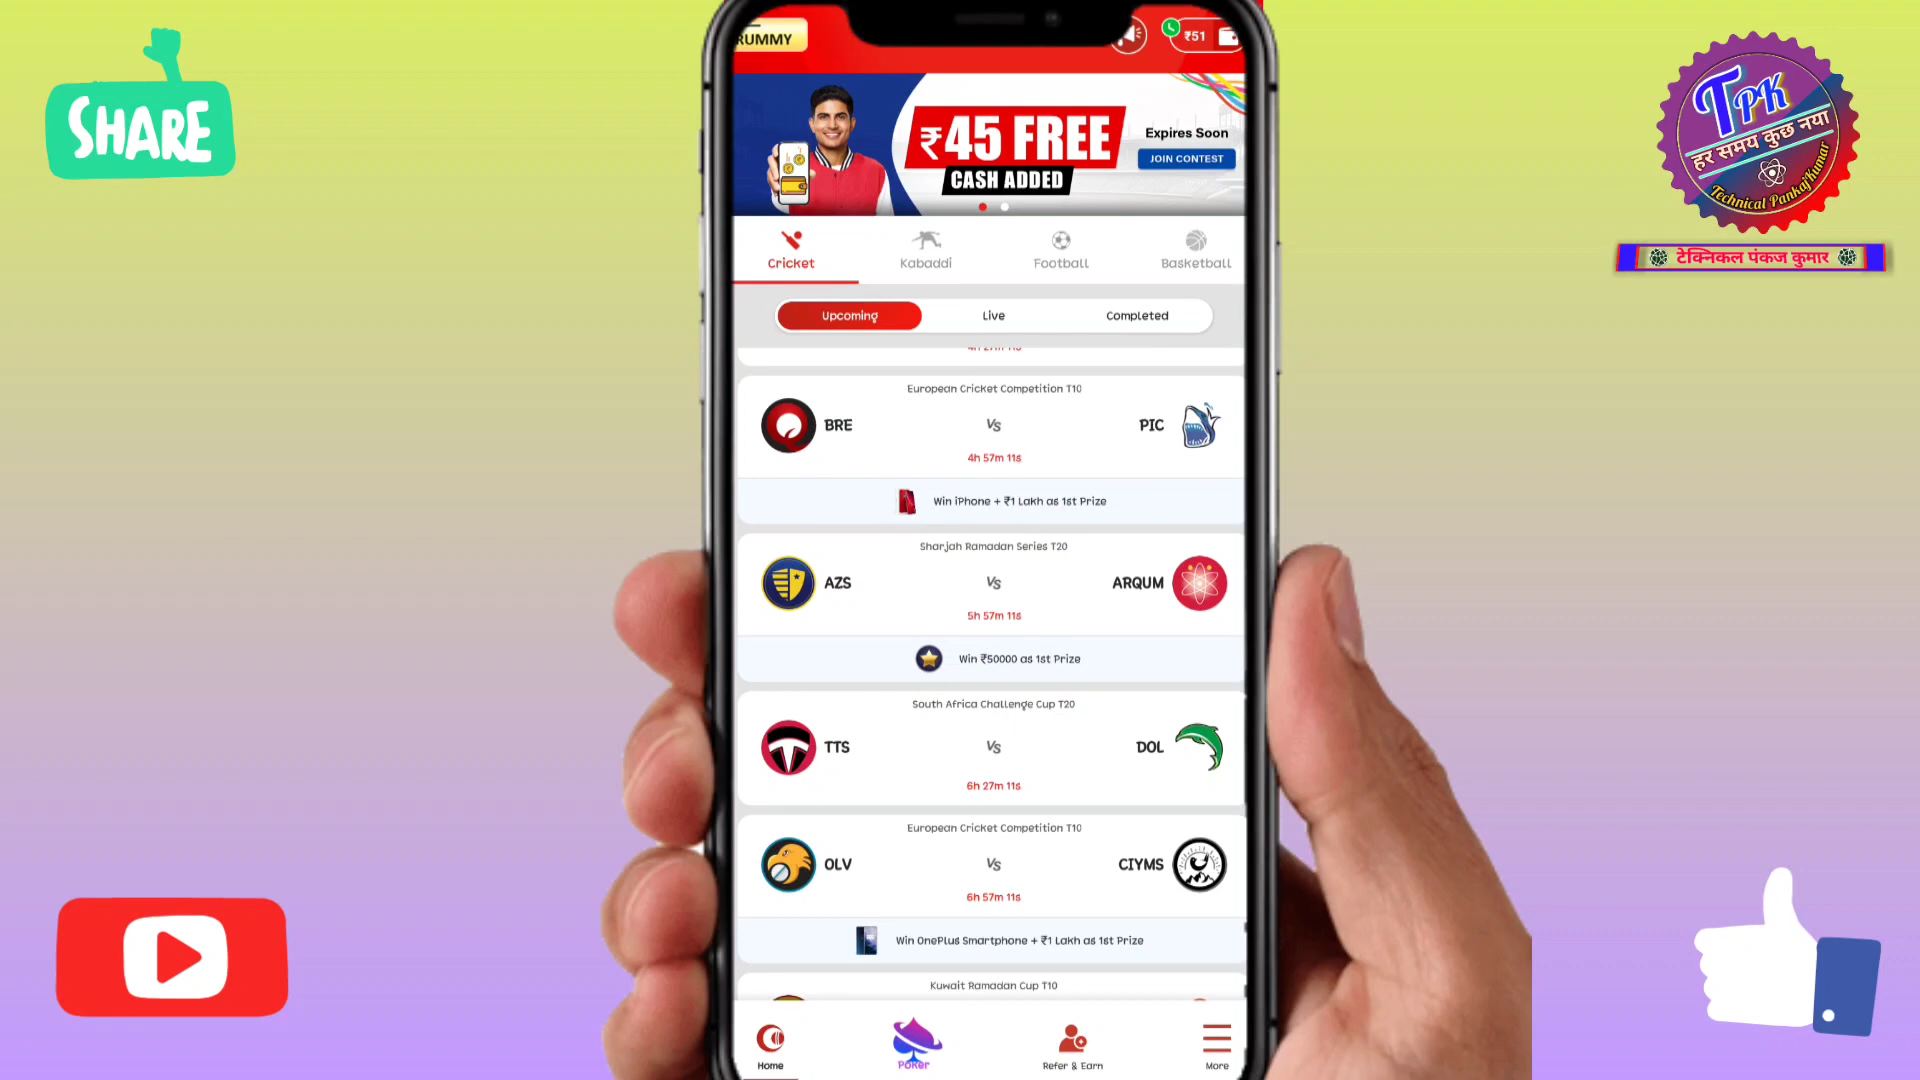 SHARE
RUMMY
₹51
₹45 FREE
CASH ADDED
Expires Soon
JOIN CONTEST
Cricket
Kabaddi
Football
Basketball
Upcoming
Live
Completed
4h 27m 11s
European Cricket Competition T10
BRE
Vs
PIC
4h 57m 11s
Win iPhone + ₹1 Lakh as 1st Prize
Sharjah Ramadan Series T20
AZS
Vs
ARQUM
5h 57m 11s
Win ₹50000 as 1st Prize
South Africa Challenge Cup T20
TTS
Vs
DOL
6h 27m 11s
European Cricket Competition T10
OLV
Vs
CIYMS
6h 57m 11s
Win OnePlus Smartphone + ₹1 Lakh as 1st Prize
Kuwait Ramadan Cup T10
Home
Poker
Refer & Earn
More
TPK
हर समय कुछ नया
Technical PankajKumar
टेक्निकल पंकज कुमार